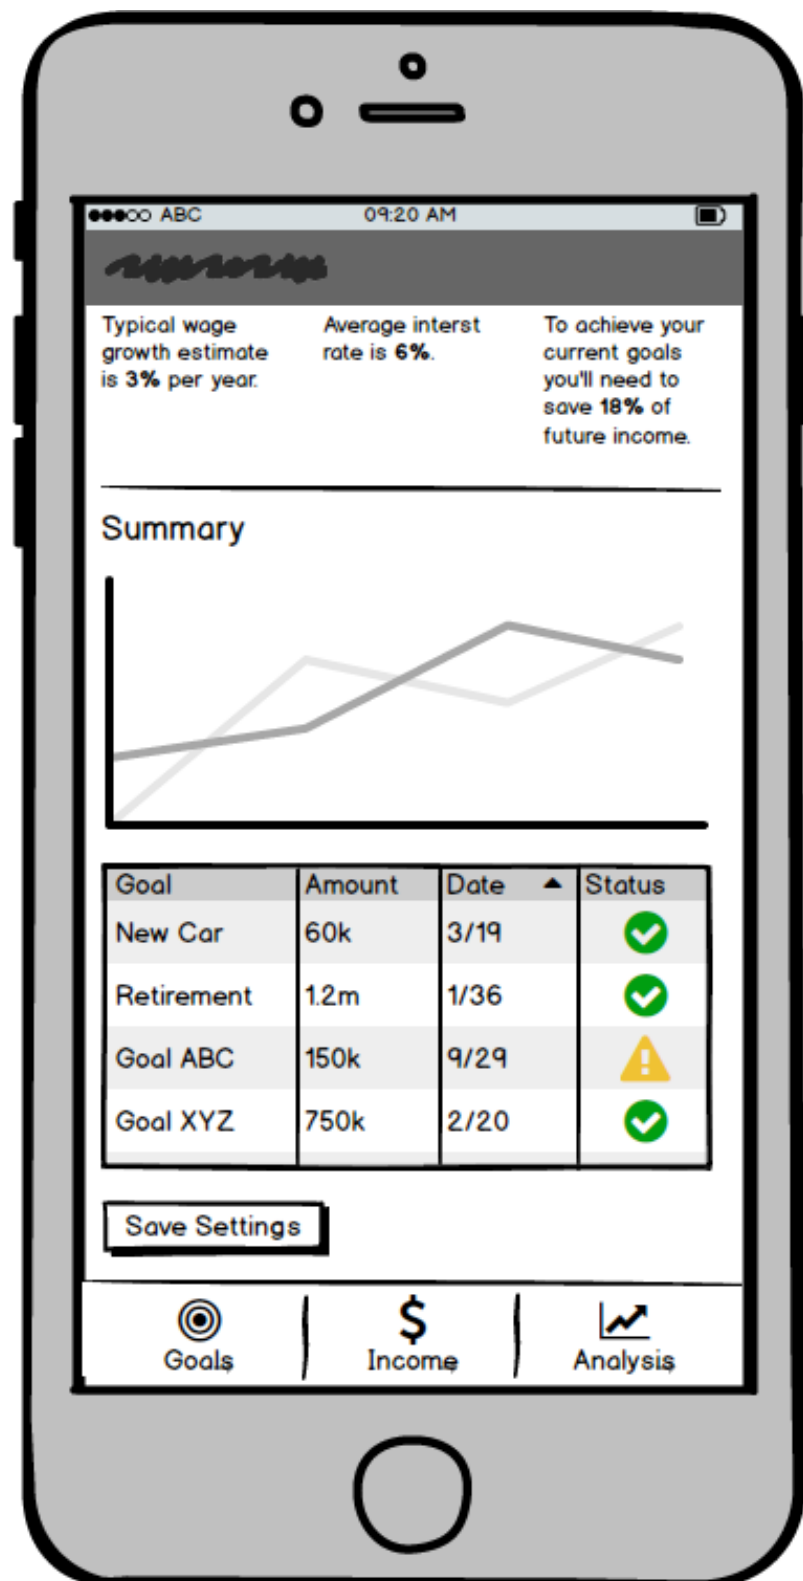 ABC 09:20 AM
Typical wage
growth estimate
is 3% per year.
Average interst
rate is 6%.
To achieve your
current goals
you'll need to
save 18% of
future income.
Summary
Goal Amount Date Status
New Car 60k 3/19
Retirement 1.2m 1/36
Goal ABC 150k 9/29
Goal XYZ 750k 2/20
Save Settings
Goals Income Analysis